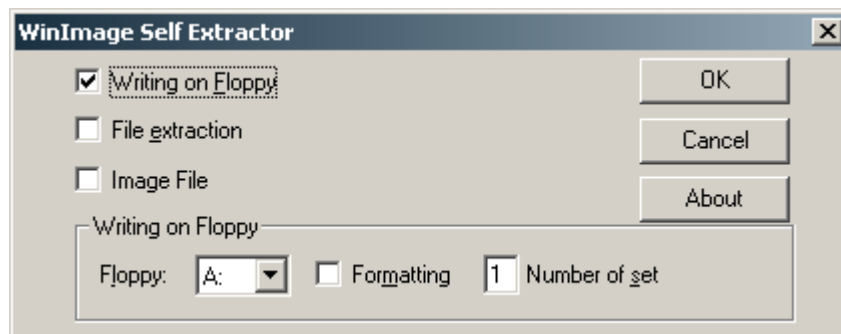 WinImage Self Extractor
Writing on Floppy
OK
File extraction
Cancel
Image File
About
Writing on Floppy
Floppy: A: Formatting 1 Number of set